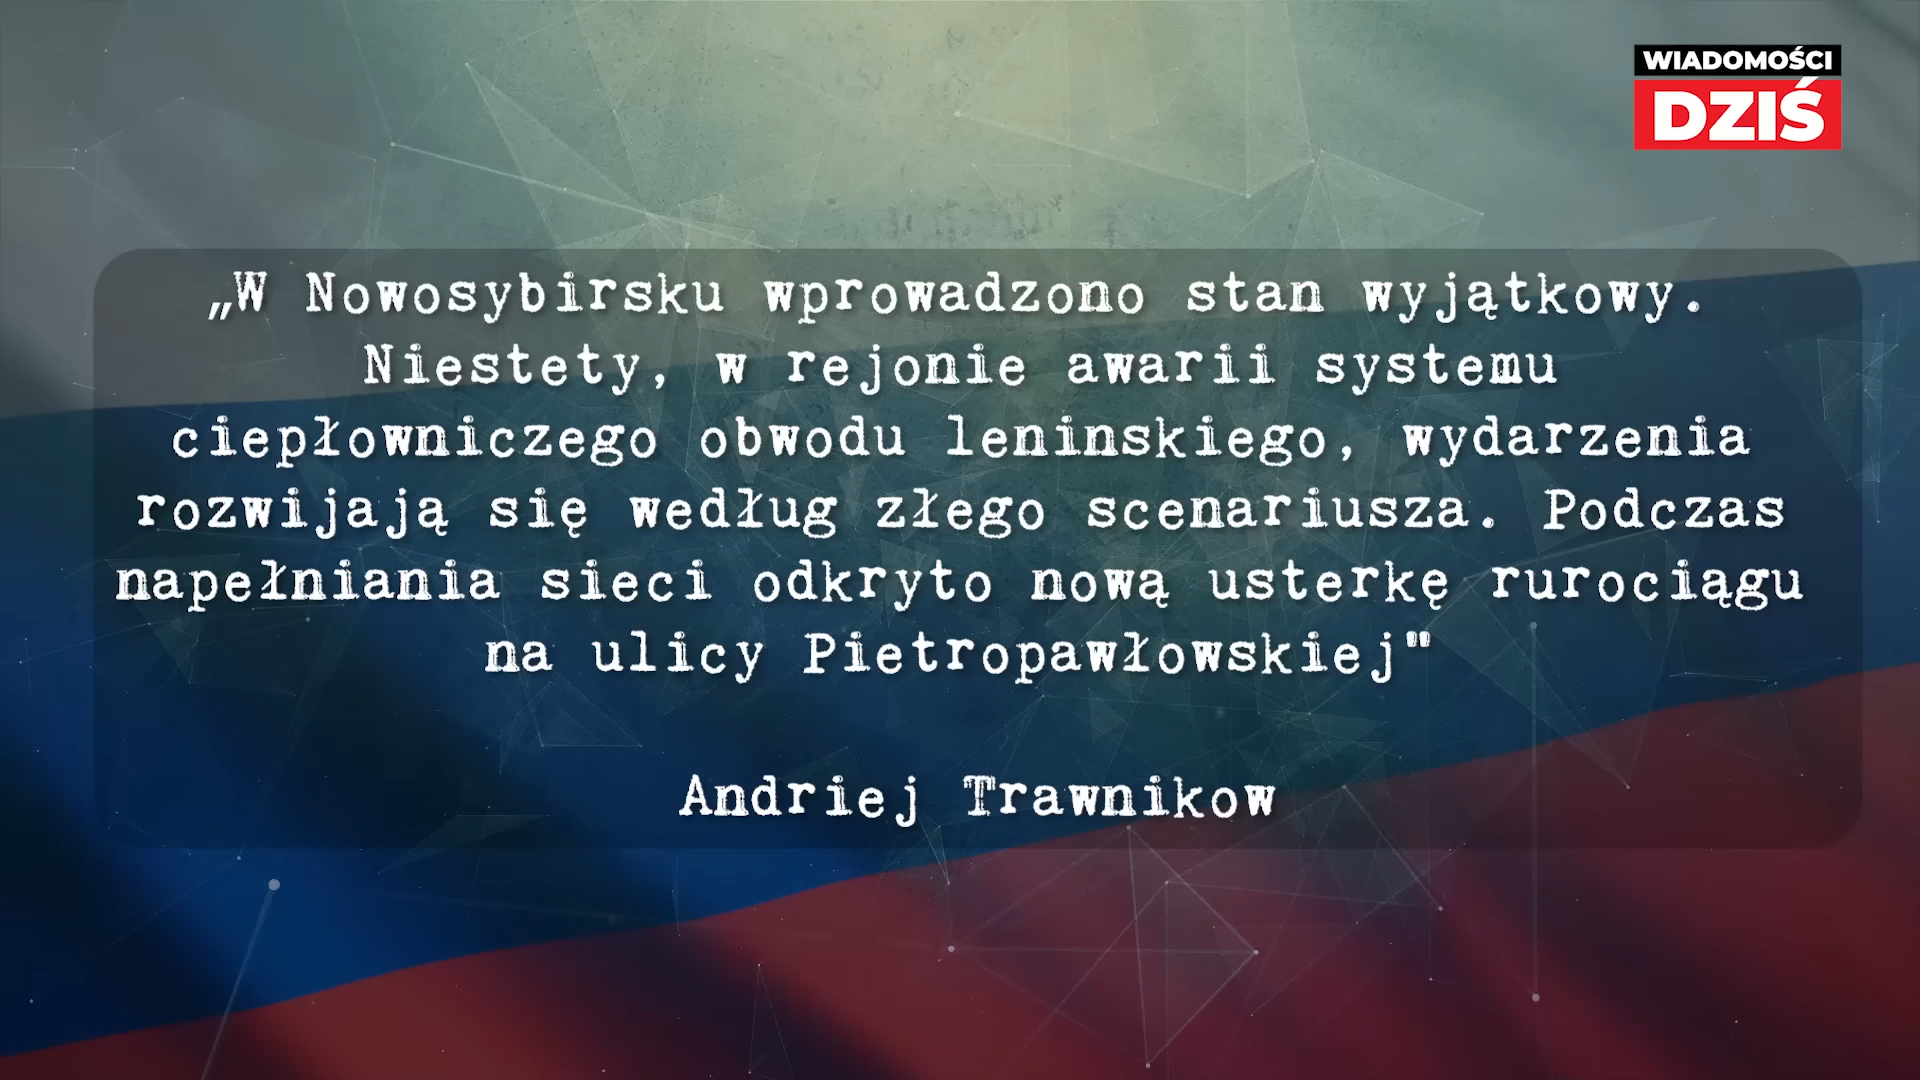 WIADOMOŚCI
DZIŚ
„W Nowosybirsku wprowadzono stan wyjątkowy.
Niestety, w rejonie awarii systemu
ciepłowniczego obwodu leninskiego, wydarzenia
rozwijają się według złego scenariusza. Podczas
napełniania sieci odkryto nową usterkę rurociągu
na ulicy Pietropawłowskiej"
Andriej Trawnikow